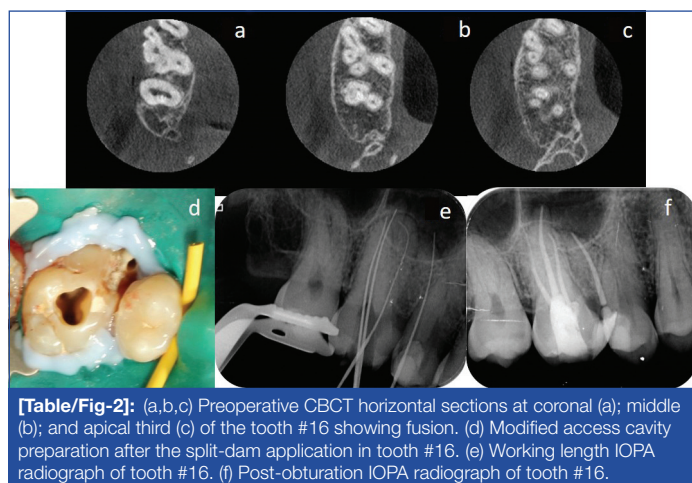 a
b
c
d
e
f
[Table/Fig-2]: (a,b,c) Preoperative CBCT horizontal sections at coronal (a); middle
(b); and apical third (c) of the tooth #16 showing fusion. (d) Modified access cavity
preparation after the split-dam application in tooth #16. (e) Working length IOPA
radiograph of tooth #16. (f) Post-obturation IOPA radiograph of tooth #16.